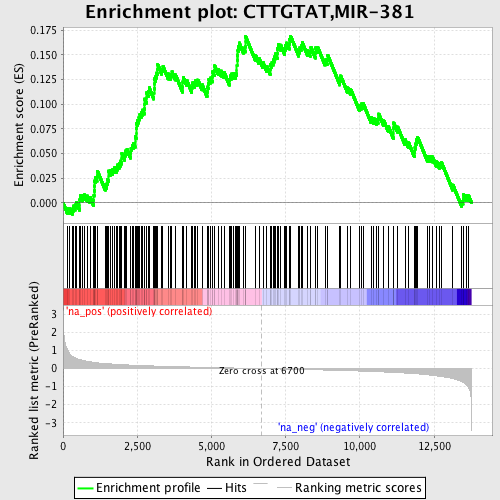 Enrichment plot: CTTGTAT,MIR-381
Enrichment score (ES)
0.175
0.150
0.125
0.100
0.075
0.050
0.025
0.000
'na_pos' (positively correlated)
Ranked list metric (PreRanked)
3
2
1
0
-1
-2
-3
Zero cross at 6700
'na_neg' (negatively correlated)
0
2,500
5,000
7,500
10,000
12,500
Rank in Ordered Dataset
Enrichment profile
Hits
Ranking metric scores